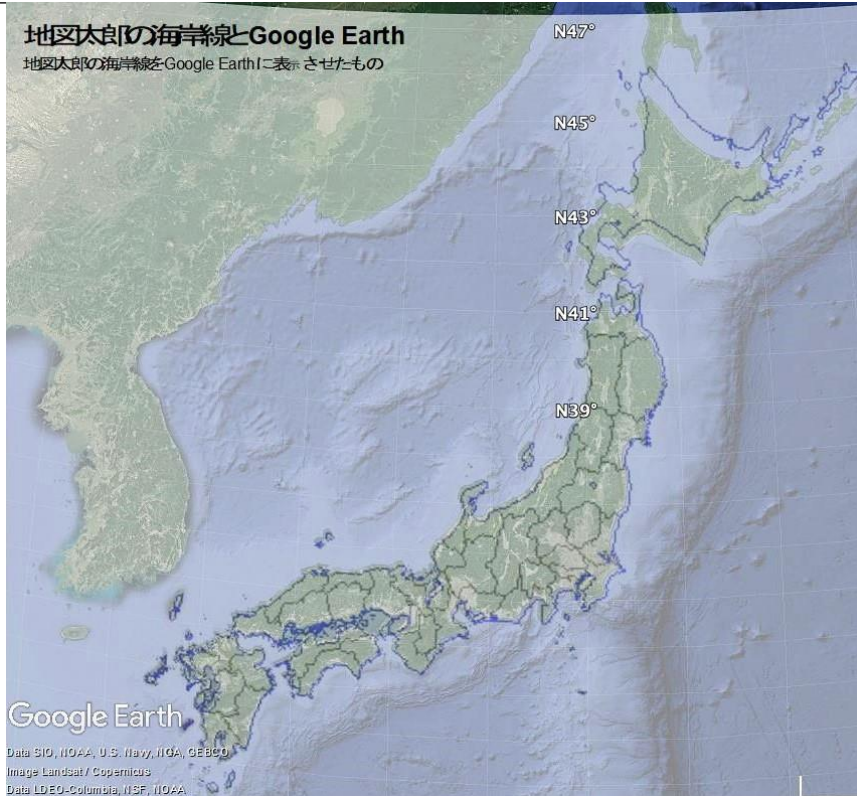 地図太郎の海岸線とGoogle Earth
地図太郎の海岸線をGoogle Earthに表示 させたもの
N47°
N45°
N43°
N41°
N39°
Google Earth
Data SIO, NOAA, U.S. Navy, NGA, GEBCO
Image Landsat / Copernicus
Data LDEO-Columbia, NSF, NOAA